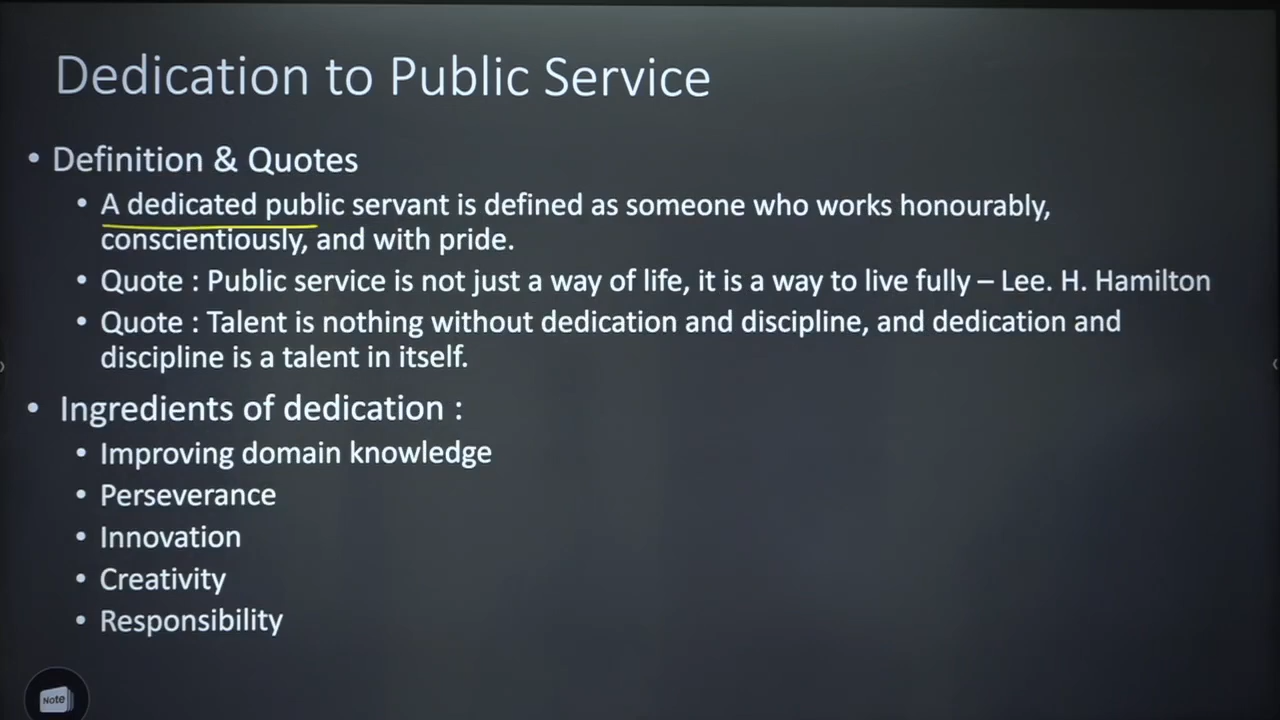 Dedication to Public Service
• Definition & Quotes
• A dedicated public servant is defined as someone who works honourably,
conscientiously, and with pride.
• Quote : Public service is not just a way of life, it is a way to live fully – Lee. H. Hamilton
• Quote : Talent is nothing without dedication and discipline, and dedication and
discipline is a talent in itself.
• Ingredients of dedication :
• Improving domain knowledge
• Perseverance
• Innovation
• Creativity
• Responsibility
Note